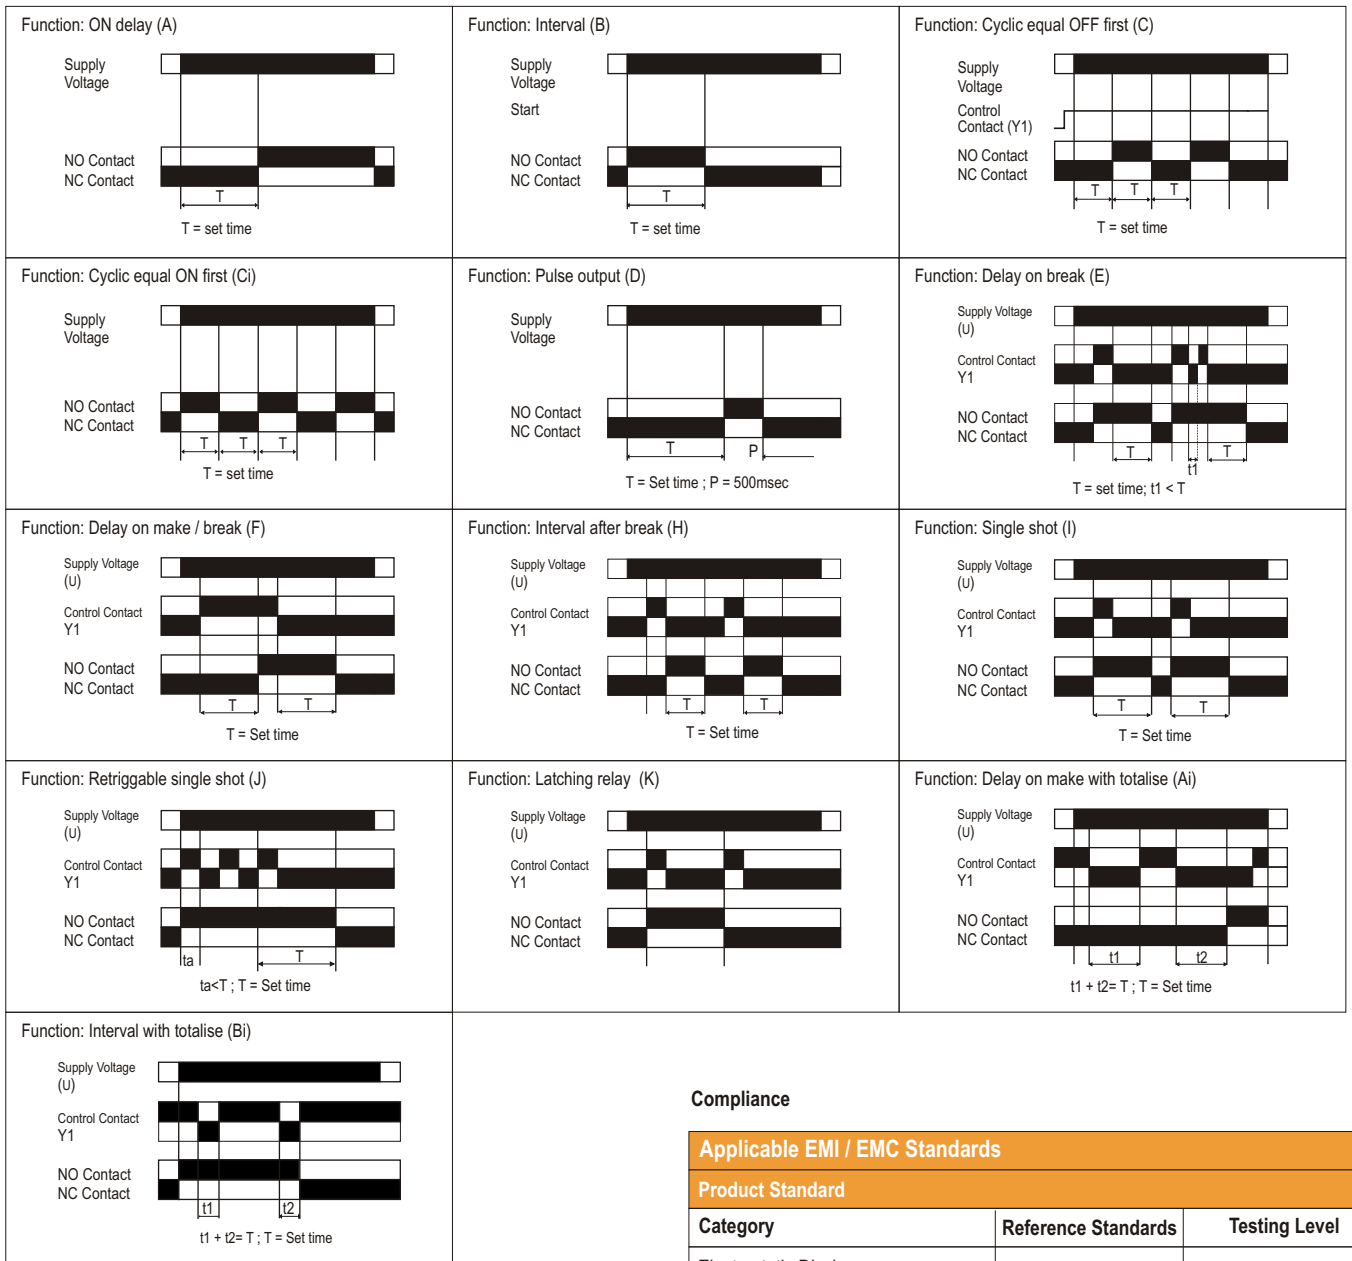 Function: ON delay (A)
Supply
Voltage
NO Contact
NC Contact
T
T = set time
Function: Interval (B)
Supply
Voltage
Start
NO Contact
NC Contact
T
T = set time
Function: Cyclic equal OFF first (C)
Supply
Voltage
Control
Contact (Y1)
NO Contact
NC Contact
T T T
T = set time
Function: Cyclic equal ON first (Ci)
Supply
Voltage
NO Contact
NC Contact
T T T
T = set time
Function: Pulse output (D)
Supply
Voltage
NO Contact
NC Contact
T P
T = Set time ; P = 500msec
Function: Delay on break (E)
Supply Voltage
(U)
Control Contact
Y1
NO Contact
NC Contact
T t1 T
T = set time; t1 < T
Function: Delay on make / break (F)
Supply Voltage
(U)
Control Contact
Y1
NO Contact
NC Contact
T T
T = Set time
Function: Interval after break (H)
Supply Voltage
(U)
Control Contact
Y1
NO Contact
NC Contact
T T
T = Set time
Function: Single shot (I)
Supply Voltage
(U)
Control Contact
Y1
NO Contact
NC Contact
T T
T = Set time
Function: Retriggable single shot (J)
Supply Voltage
(U)
Control Contact
Y1
NO Contact
NC Contact
ta T
ta<T ; T = Set time
Function: Latching relay (K)
Supply Voltage
(U)
Control Contact
Y1
NO Contact
NC Contact
Function: Delay on make with totalise (Ai)
Supply Voltage
(U)
Control Contact
Y1
NO Contact
NC Contact
t1 t2
t1 + t2= T ; T = Set time
Function: Interval with totalise (Bi)
Supply Voltage
(U)
Control Contact
Y1
NO Contact
NC Contact
t1 t2
t1 + t2= T ; T = Set time
Compliance
Applicable EMI / EMC Standards
Product Standard
Category Reference Standards Testing Level